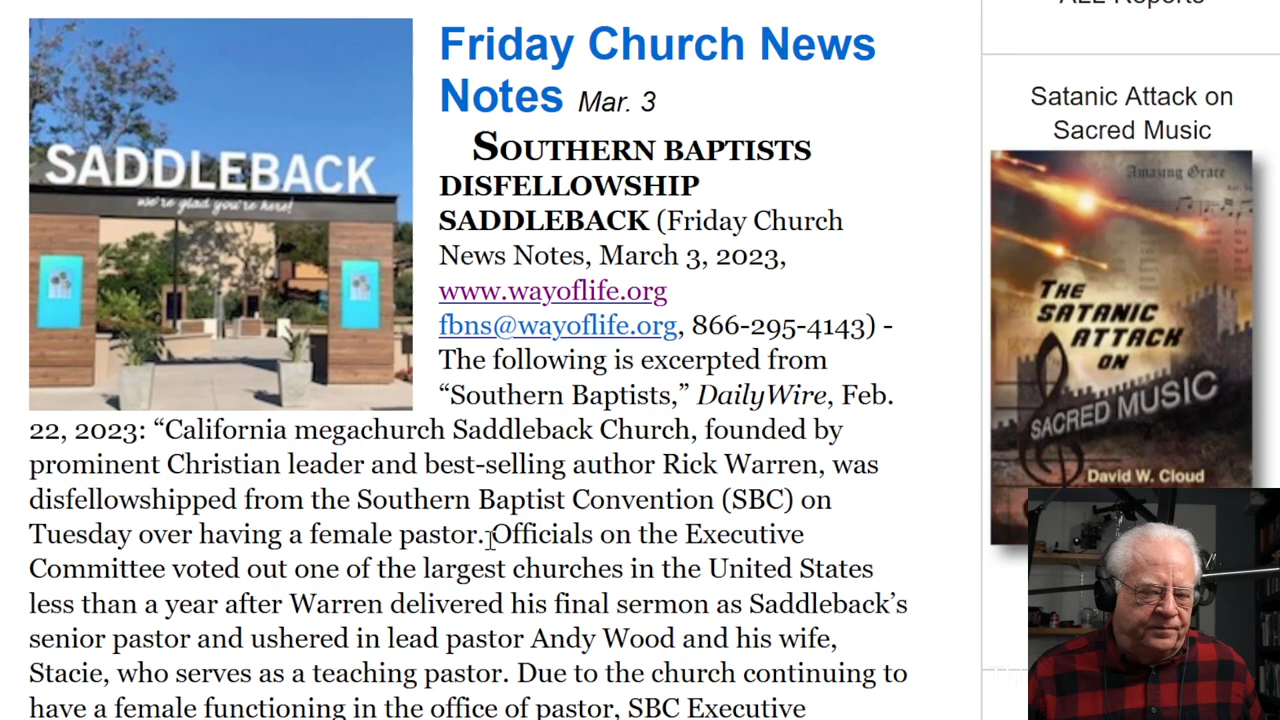 SADDLEBACK
we're glad you're here!
Friday Church News
Notes Mar. 3
SOUTHERN BAPTISTS
DISFELLOWSHIP
SADDLEBACK (Friday Church
News Notes, March 3, 2023,
www.wayoflife.org
fbns@wayoflife.org, 866-295-4143) -
The following is excerpted from
“Southern Baptists,” DailyWire, Feb.
22, 2023: “California megachurch Saddleback Church, founded by
prominent Christian leader and best-selling author Rick Warren, was
disfellowshipped from the Southern Baptist Convention (SBC) on
Tuesday over having a female pastor. Officials on the Executive
Committee voted out one of the largest churches in the United States
less than a year after Warren delivered his final sermon as Saddleback’s
senior pastor and ushered in lead pastor Andy Wood and his wife,
Stacie, who serves as a teaching pastor. Due to the church continuing to
have a female functioning in the office of pastor, SBC Executive
ALL Reports
Satanic Attack on
Sacred Music
Amazing Grace
THE
SATANIC
ATTACK
ON
SACRED MUSIC
David W. Cloud